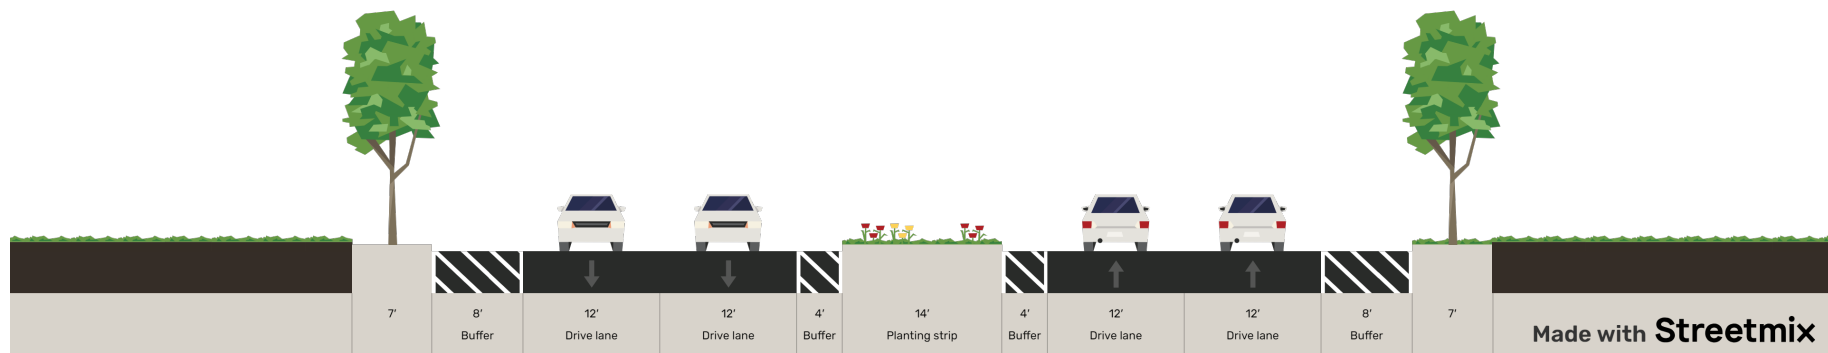 7′ 8′ 12′ 12′ 4′ 14′ 4′ 12′ 12′ 8′ 7′
Buffer Drive lane Drive lane Buffer Planting strip Buffer Drive lane Drive lane Buffer
Made with Streetmix